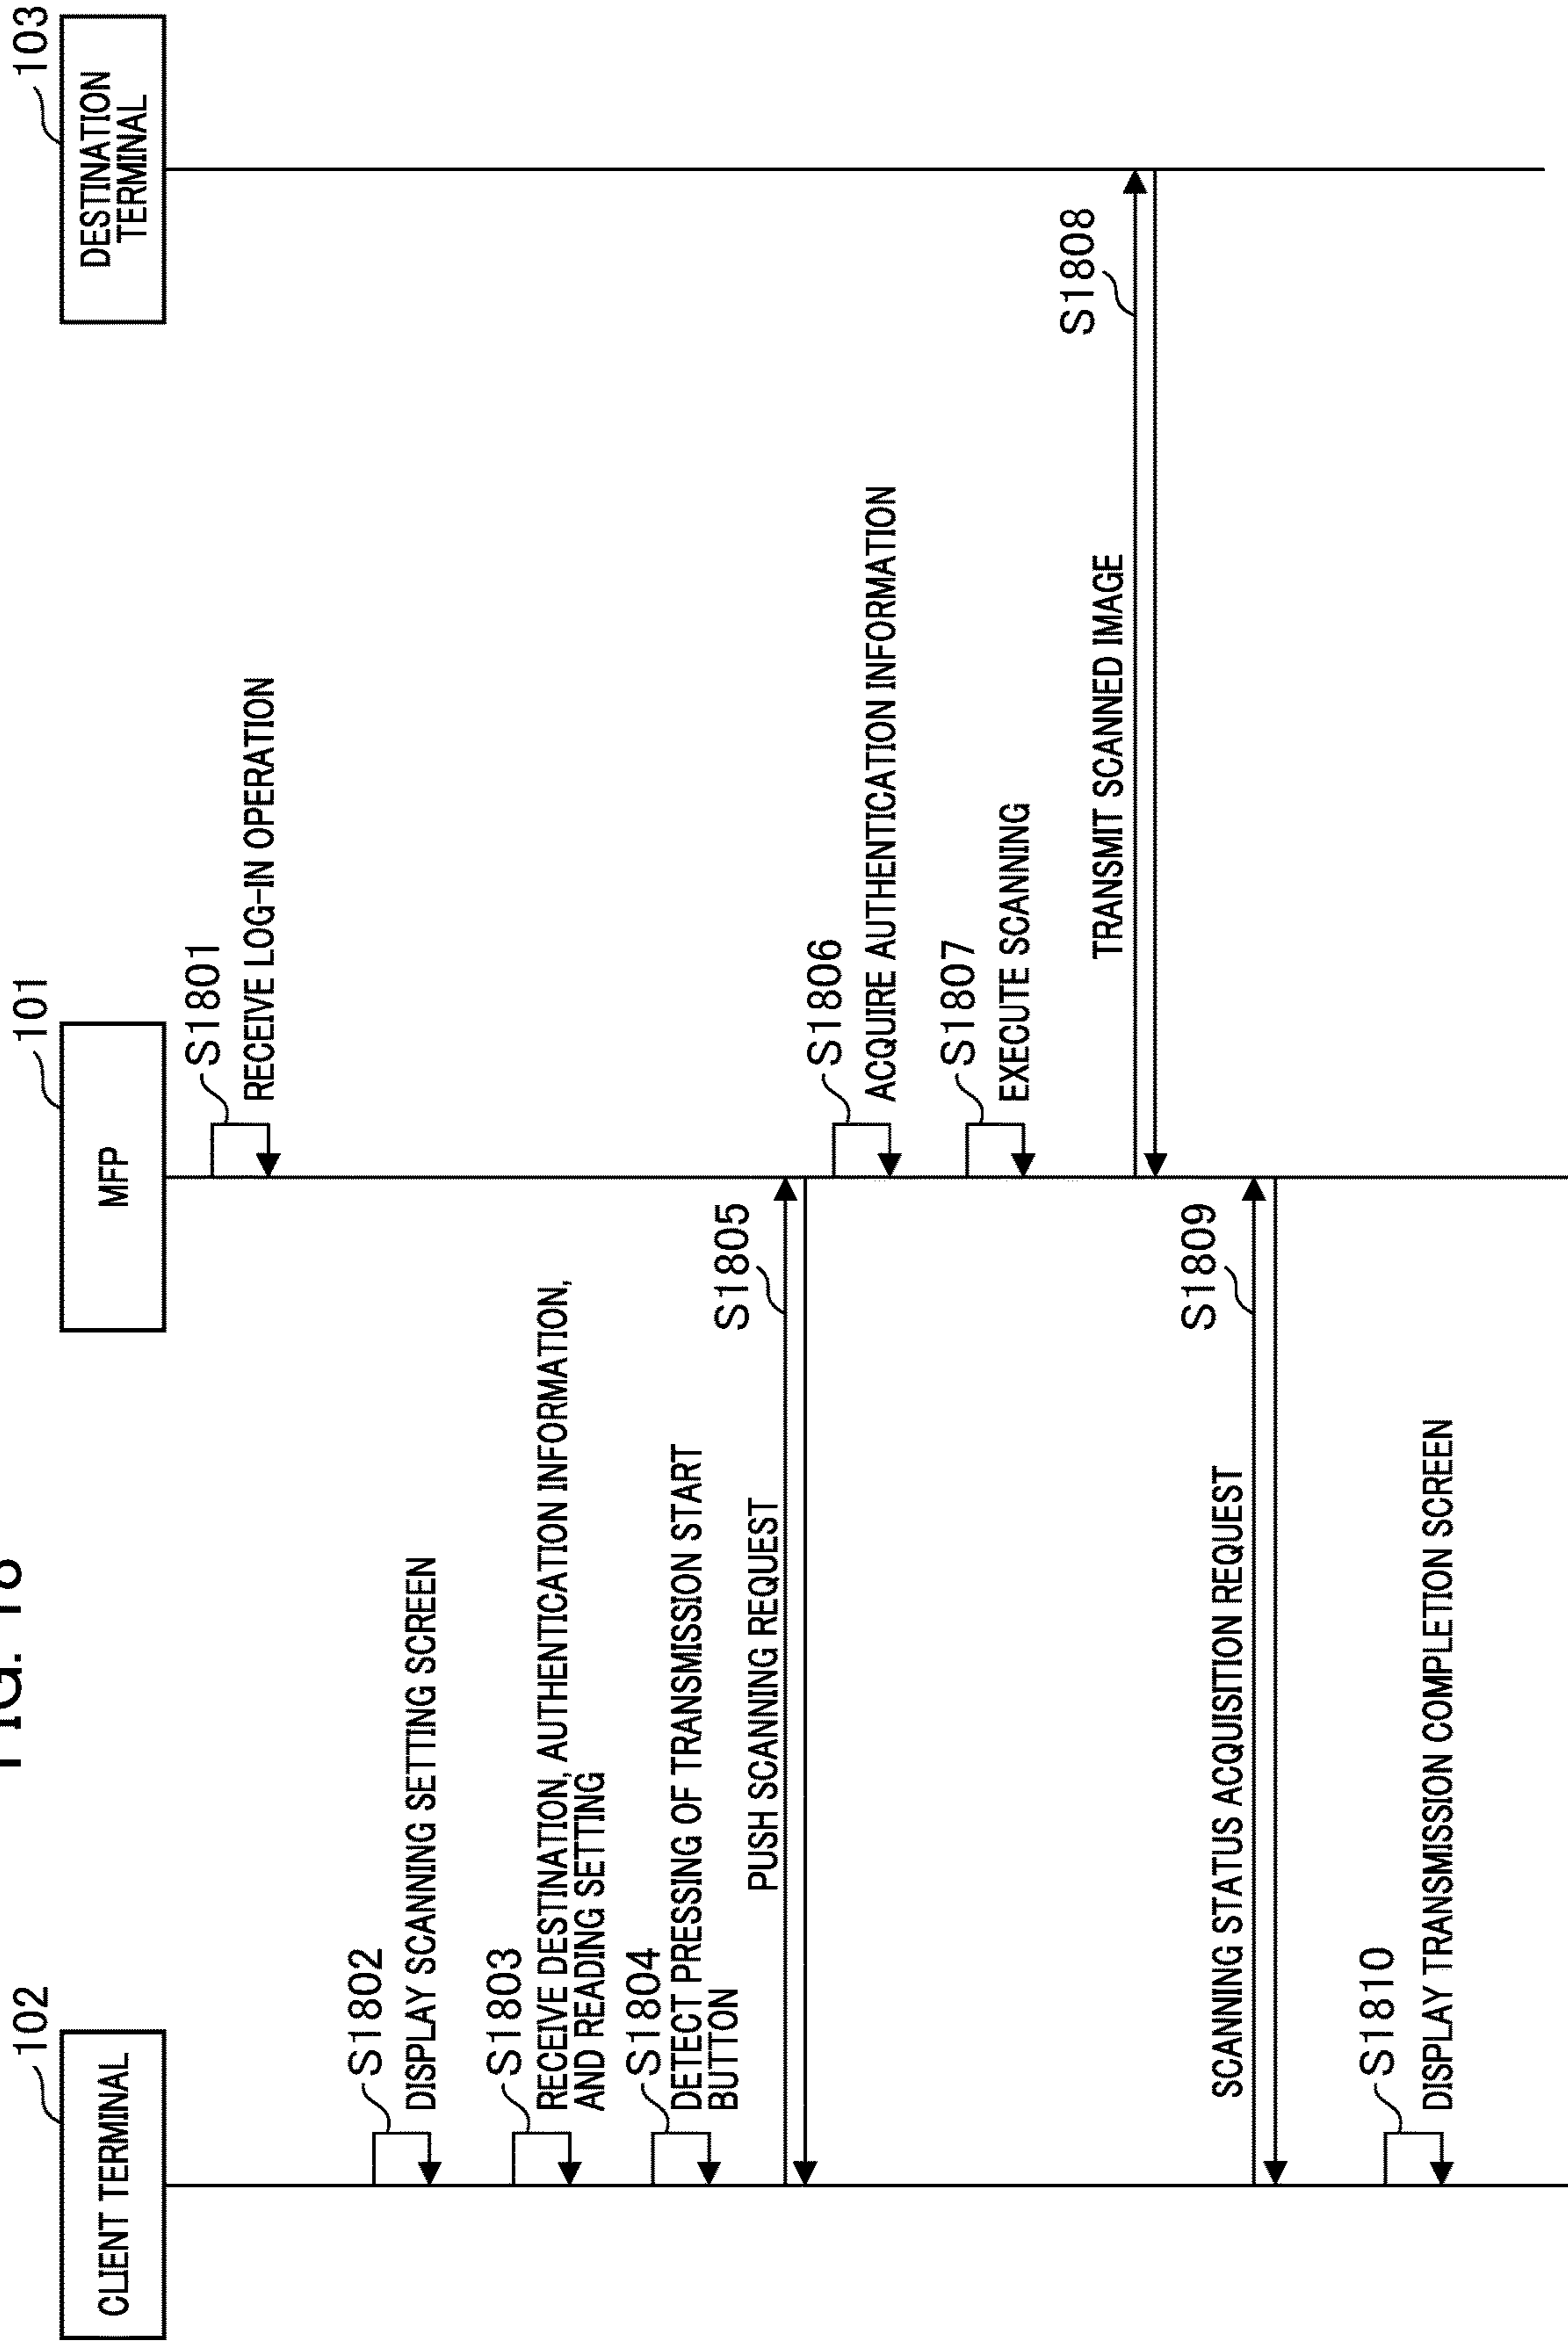 FIG. 18
102
CLIENT TERMINAL
101
MFP
103
DESTINATION
TERMINAL
S1801
RECEIVE LOG-IN OPERATION
S1802
DISPLAY SCANNING SETTING SCREEN
S1803
RECEIVE DESTINATION, AUTHENTICATION INFORMATION,
AND READING SETTING
S1804
DETECT PRESSING OF TRANSMISSION START
BUTTON
S1805
PUSH SCANNING REQUEST
S1806
ACQUIRE AUTHENTICATION INFORMATION
S1807
EXECUTE SCANNING
S1808
TRANSMIT SCANNED IMAGE
S1809
SCANNING STATUS ACQUISITION REQUEST
S1810
DISPLAY TRANSMISSION COMPLETION SCREEN